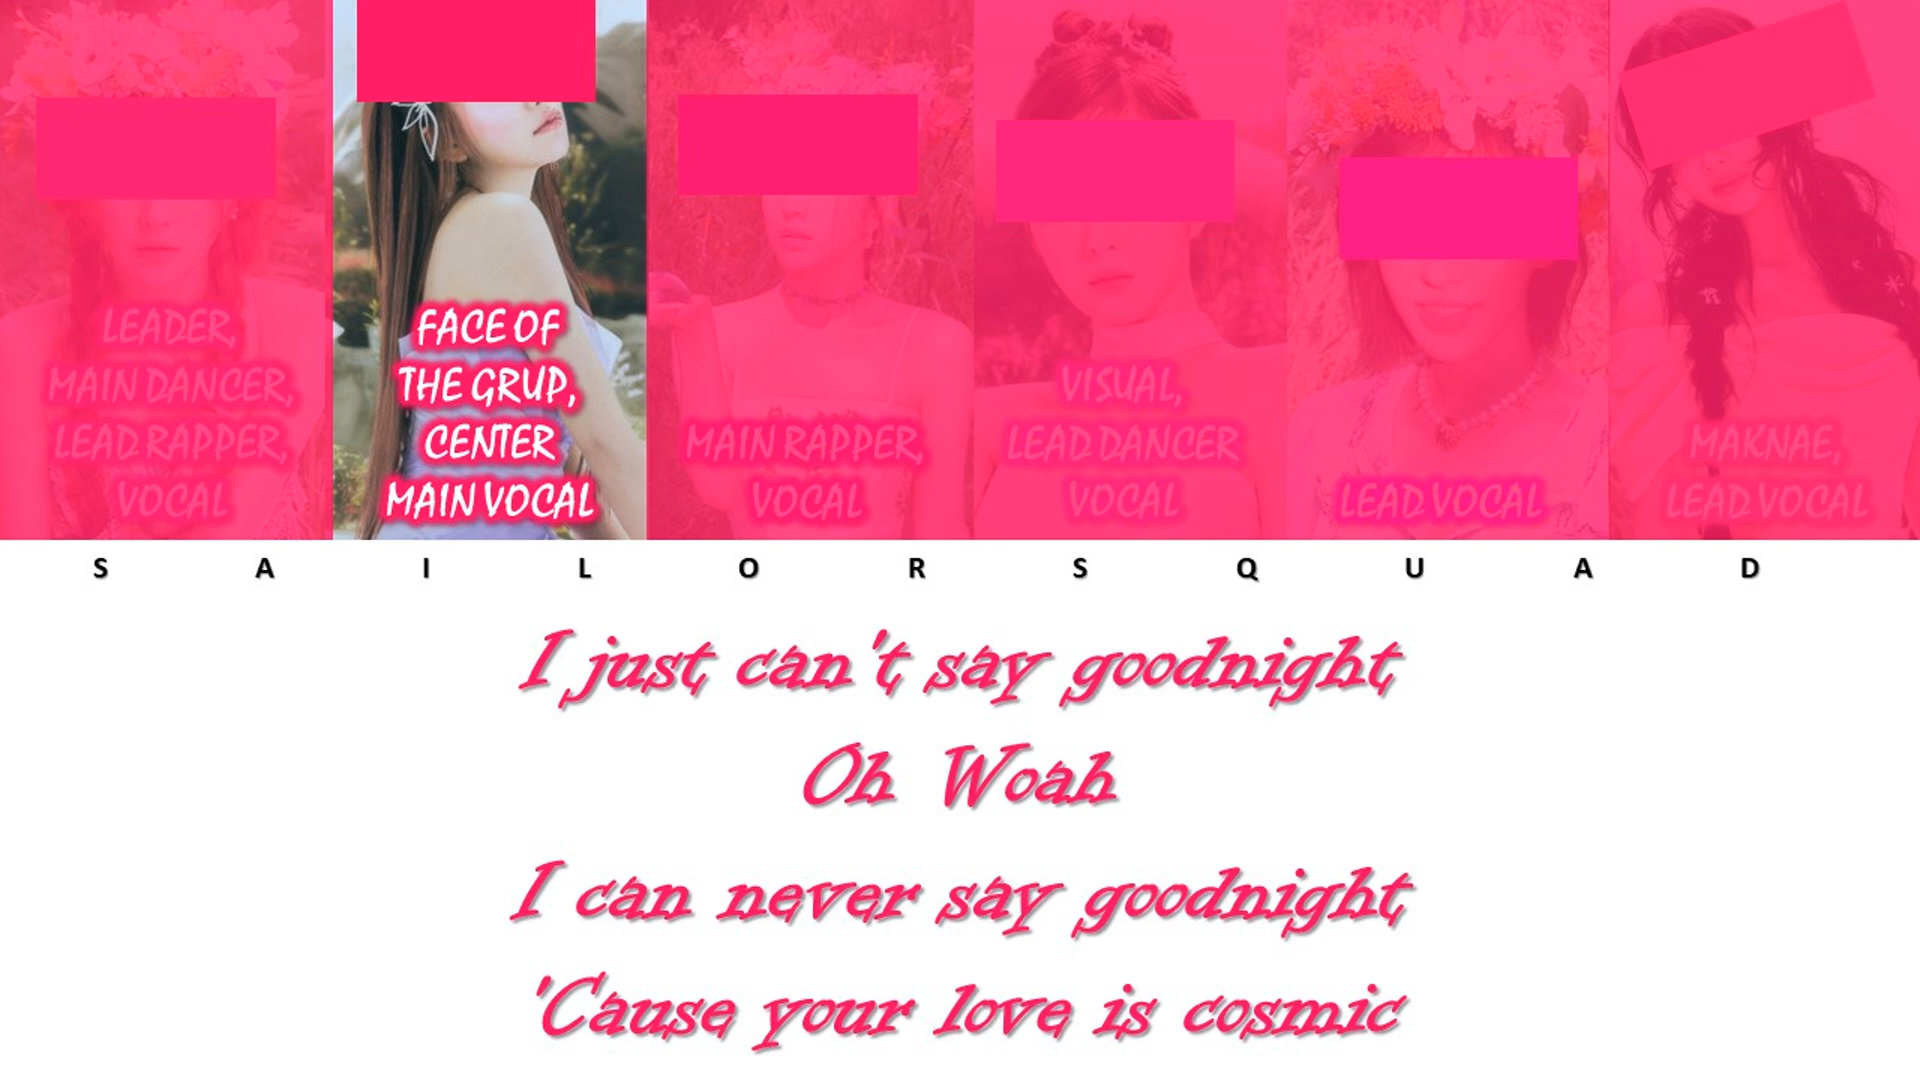 LEADER,
MAIN DANCER,
LEAD RAPPER,
VOCAL
FACE OF
THE GRUP,
CENTER
MAIN VOCAL
MAIN RAPPER,
VOCAL
VISUAL,
LEAD DANCER
VOCAL
LEAD VOCAL
MAKNAE,
LEAD VOCAL
S A I L O R S Q U A D
I just can't say goodnight
Oh Woah
I can never say goodnight
'Cause your love is cosmic